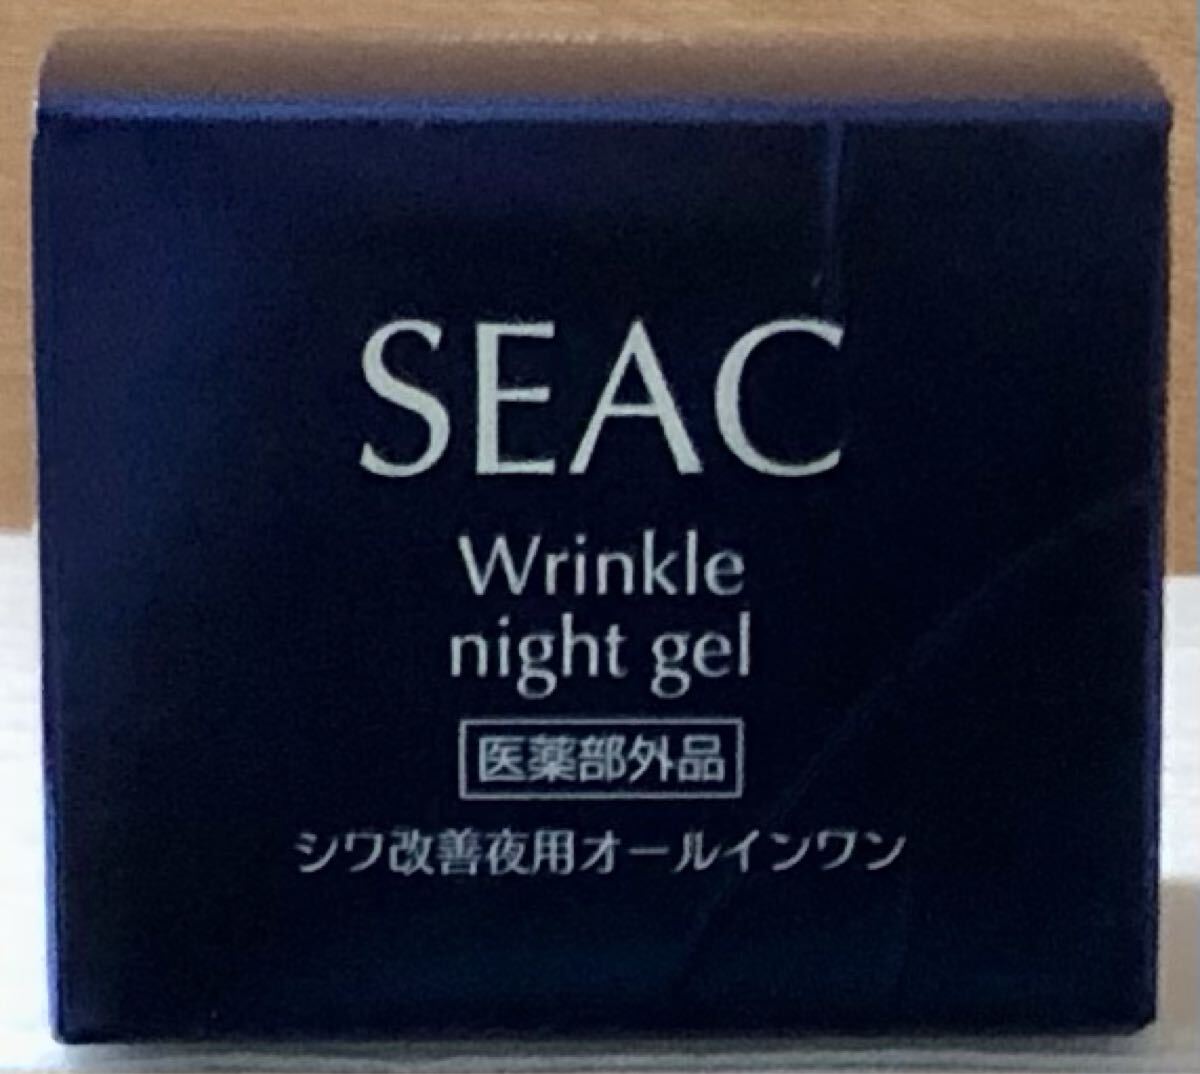 SEAC
Wrinkle
night gel
医薬部外品
シワ改善夜用オールインワン